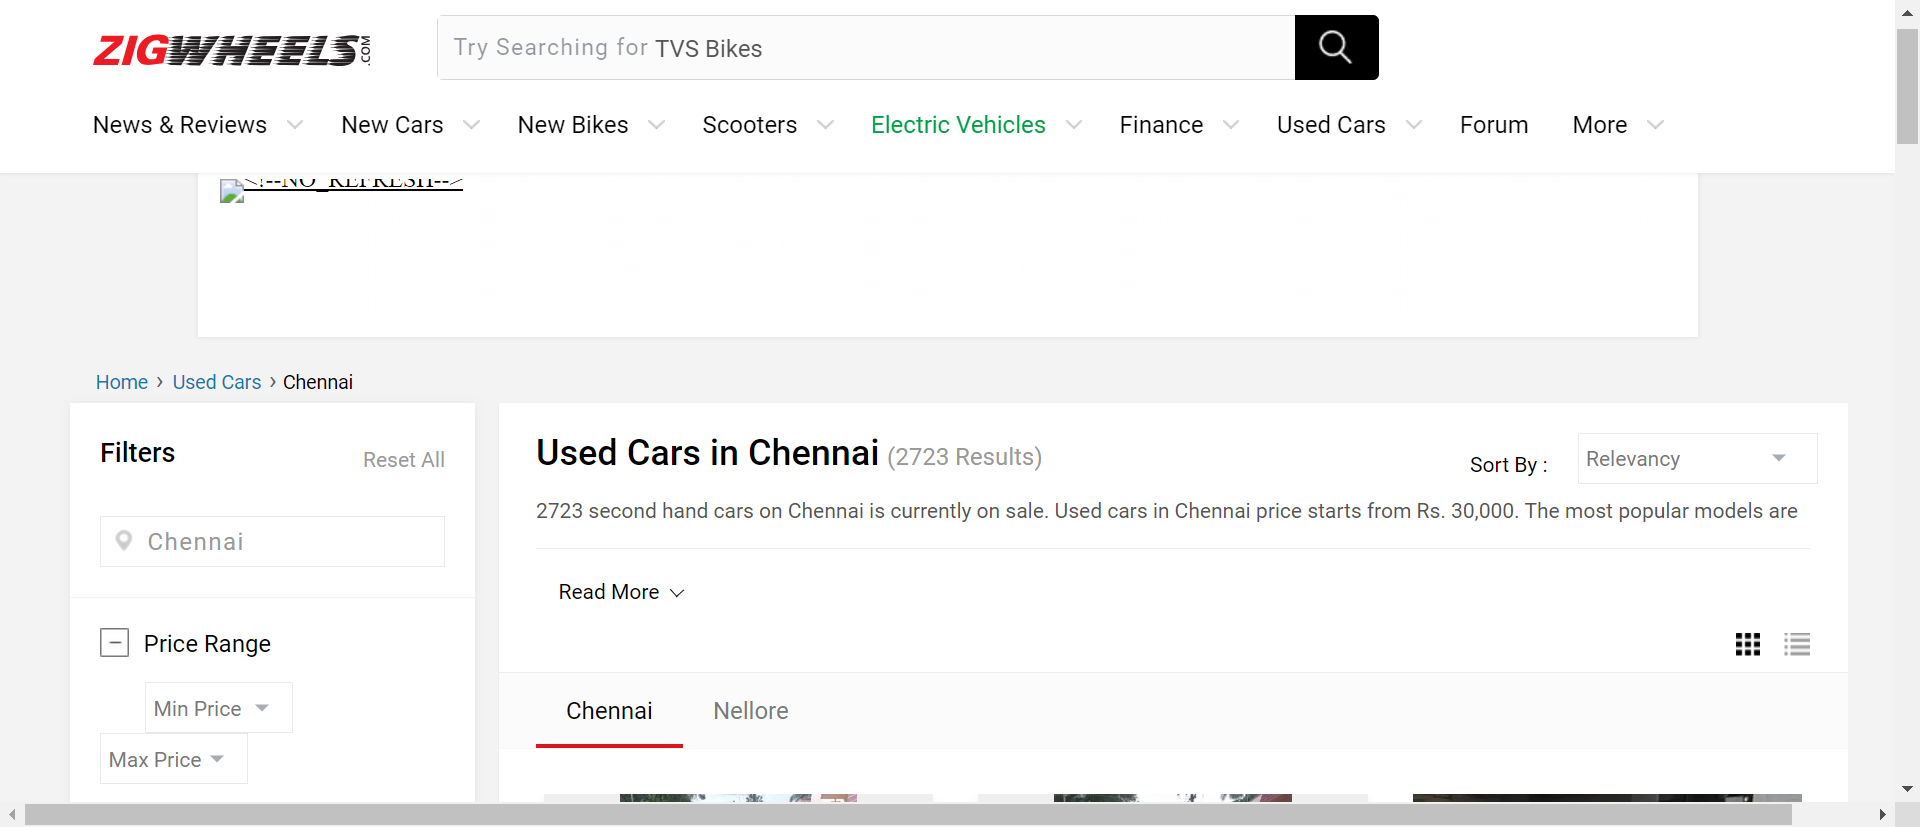 ZIGWHEELS.COM
Try Searching for TVS Bikes
News & Reviews New Cars New Bikes Scooters Electric Vehicles Finance Used Cars Forum More
<!--NO_REFRESH-->
Home › Used Cars › Chennai
Filters
Reset All
Chennai
Price Range
Min Price
Max Price
Used Cars in Chennai (2723 Results)
Sort By :
Relevancy
2723 second hand cars on Chennai is currently on sale. Used cars in Chennai price starts from Rs. 30,000. The most popular models are
Read More
Chennai Nellore